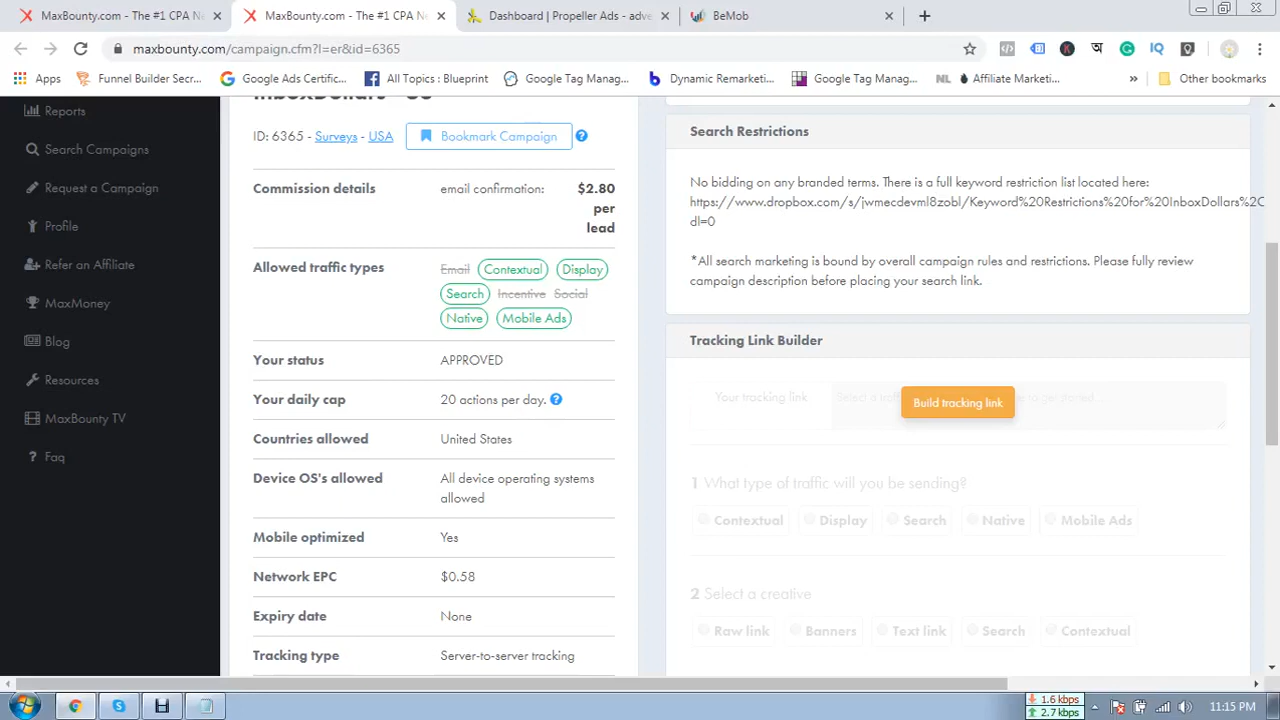 MaxBounty.com - The #1 CPA Ne
MaxBounty.com - The #1 CPA Ne
Dashboard | Propeller Ads - adve
BeMob
maxbounty.com/campaign.cfm?l=er&id=6365
Apps
Funnel Builder Secr...
Google Ads Certific...
All Topics : Blueprint
Google Tag Manag...
Dynamic Remarketi...
Google Tag Manag...
NL
Affiliate Marketi...
»
Other bookmarks
Reports
Search Campaigns
Request a Campaign
Profile
Refer an Affiliate
MaxMoney
Blog
Resources
MaxBounty TV
Faq
ID: 6365 - Surveys - USA
Bookmark Campaign
Commission details
email confirmation:
$2.80
per
lead
Allowed traffic types
Email Contextual Display
Search Incentive Social
Native Mobile Ads
Your status
APPROVED
Your daily cap
20 actions per day.
Countries allowed
United States
Device OS's allowed
All device operating systems
allowed
Mobile optimized
Yes
Network EPC
$0.58
Expiry date
None
Tracking type
Server-to-server tracking
Search Restrictions
No bidding on any branded terms. There is a full keyword restriction list located here:
https://www.dropbox.com/s/jwmecdevml8zobl/Keyword%20Restrictions%20for%20InboxDollars%2C
dl=0
*All search marketing is bound by overall campaign rules and restrictions. Please fully review
campaign description before placing your search link.
Tracking Link Builder
Your tracking link
Build tracking link
1 What type of traffic will you be sending?
Contextual
Display
Search
Native
Mobile Ads
2 Select a creative
Raw link
Banners
Text link
Search
Contextual
1.6 kbps
2.7 kbps
11:15 PM